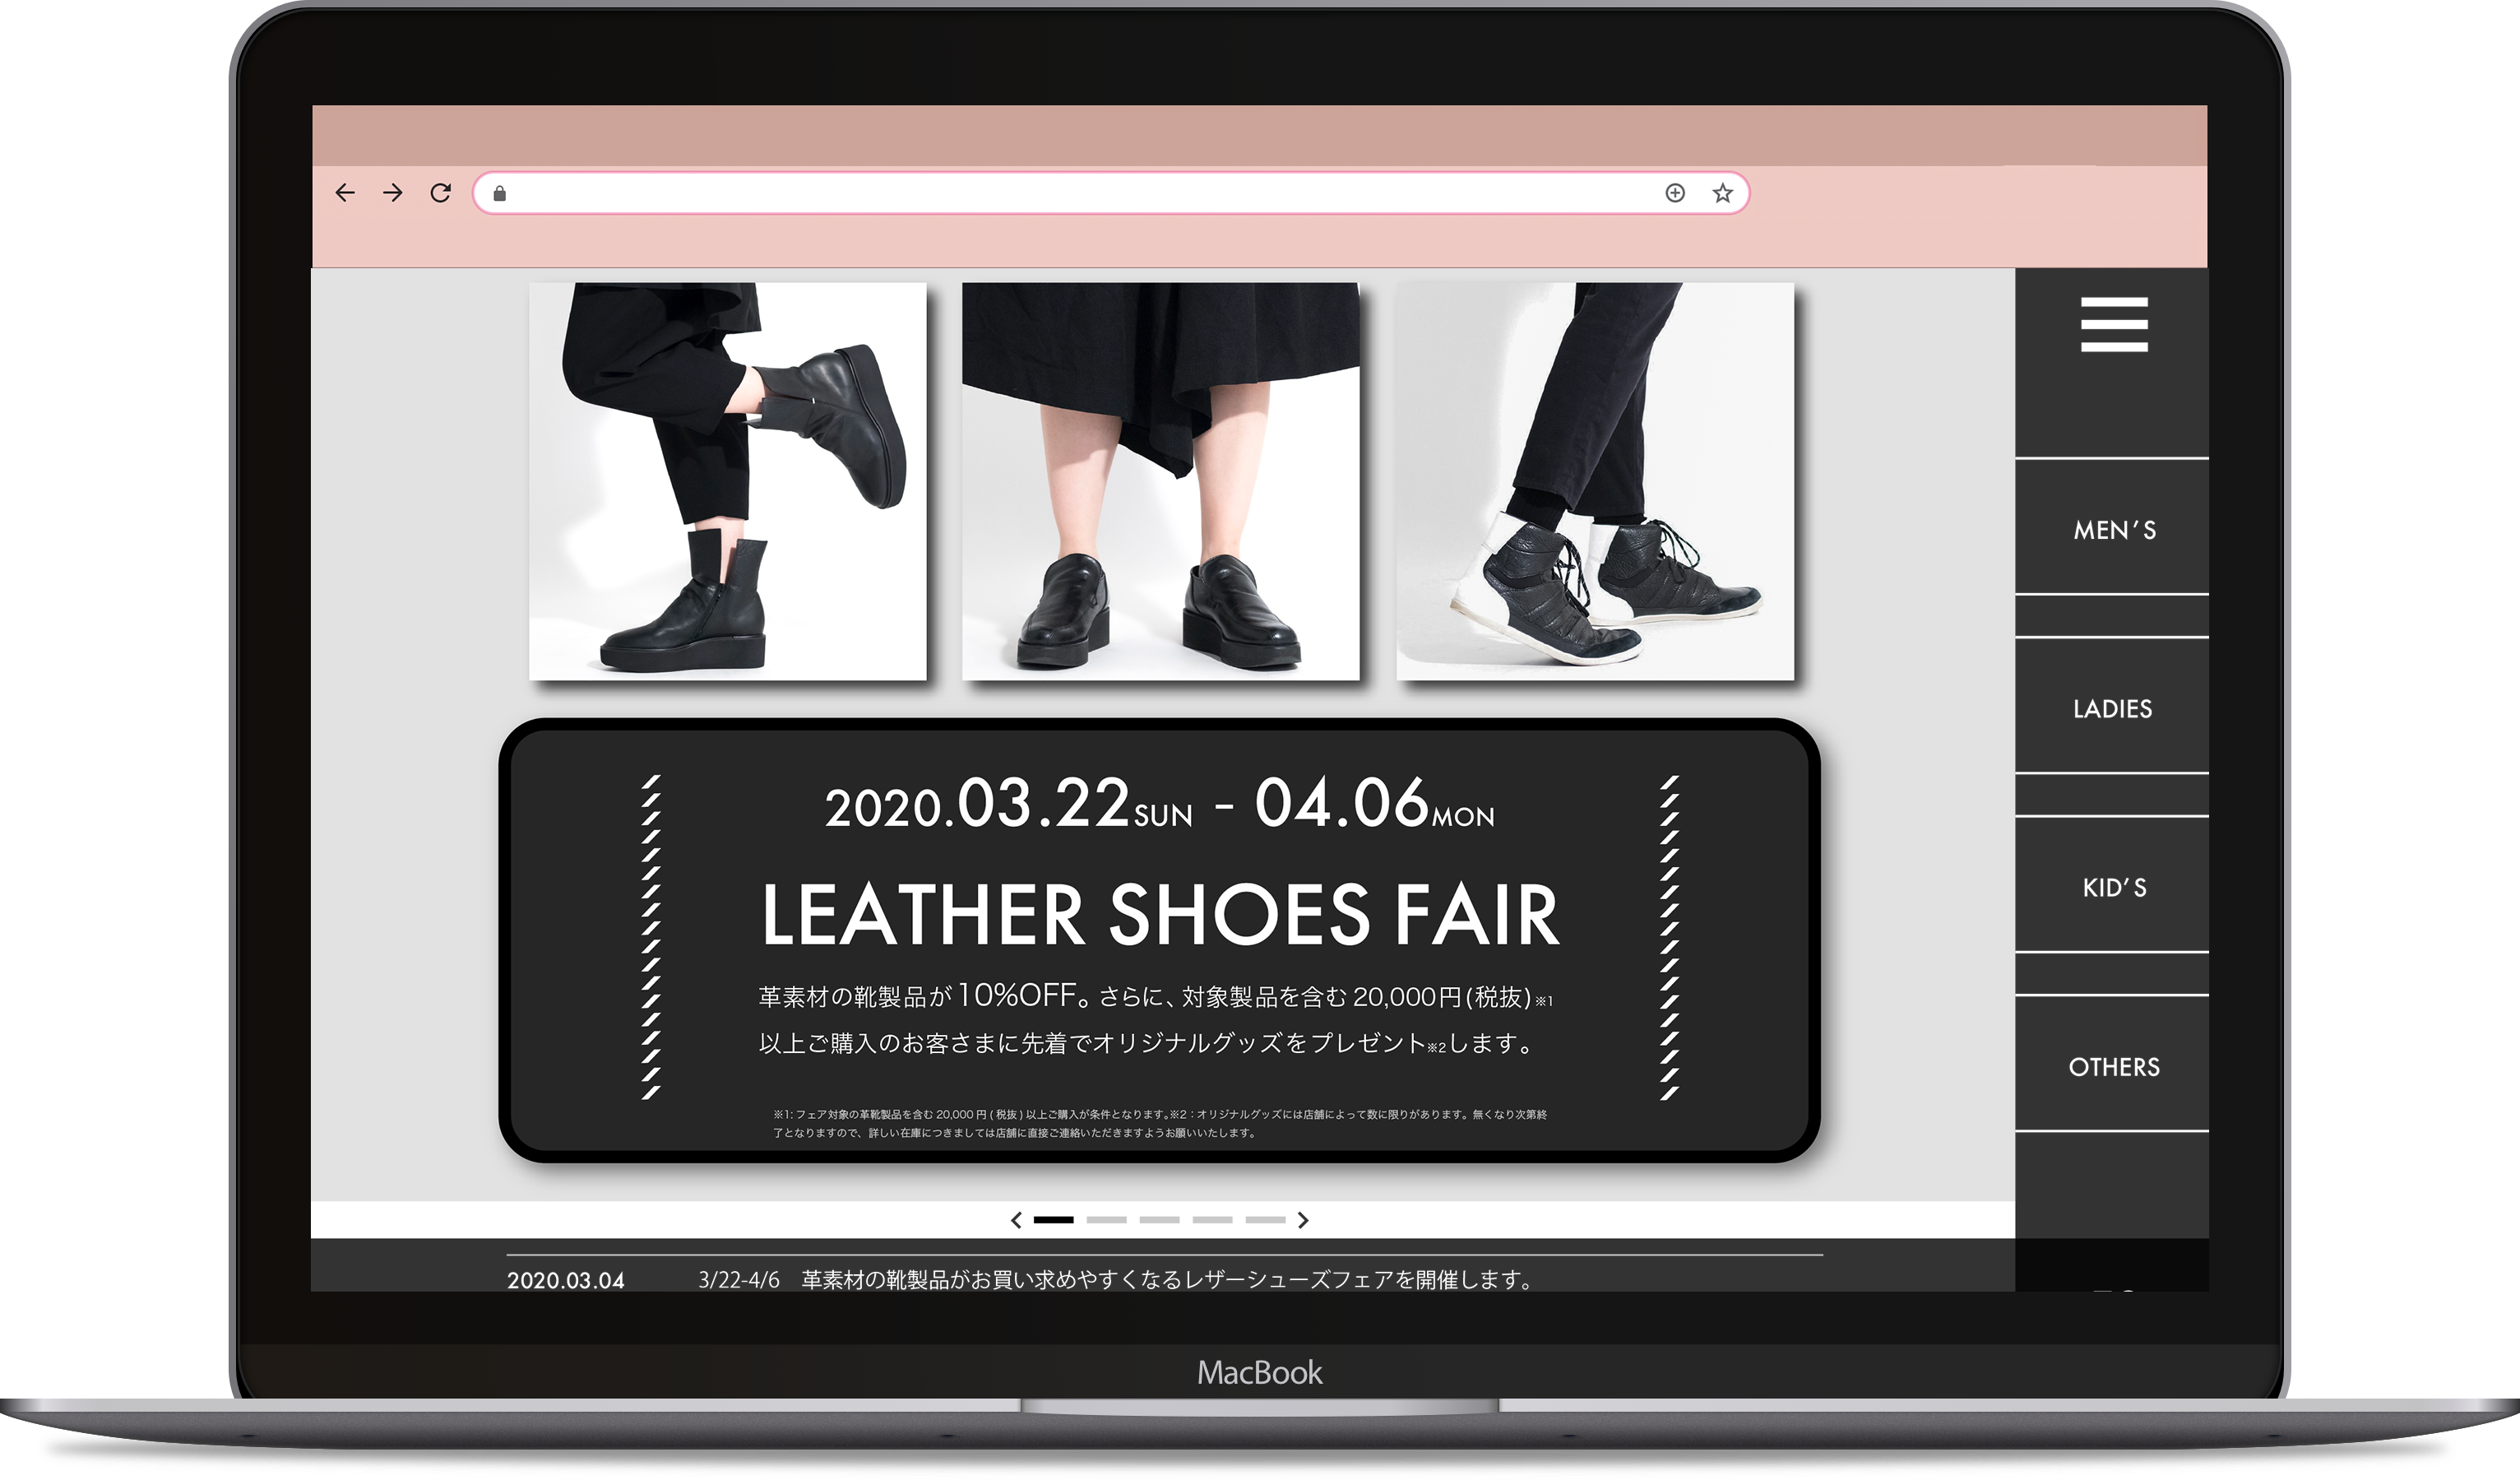 MEN'S
LADIES
KID'S
OTHERS
2020.03.22SUN - 04.06MON
LEATHER SHOES FAIR
革素材の靴製品が10%OFF。さらに、対象製品を含む20,000円(税抜)※1
以上ご購入のお客さまに先着でオリジナルグッズをプレゼント※2します。
※1:フェア対象の革靴製品を含む20,000円(税抜)以上ご購入が条件となります。※2：オリジナルグッズには店舗によって数に限りがあります。無くなり次第終
了となりますので、詳しい在庫につきましては店舗に直接ご連絡いただきますようお願いいたします。
2020.03.04 3/22-4/6 革素材の靴製品がお買い求めやすくなるレザーシューズフェアを開催します。
MacBook